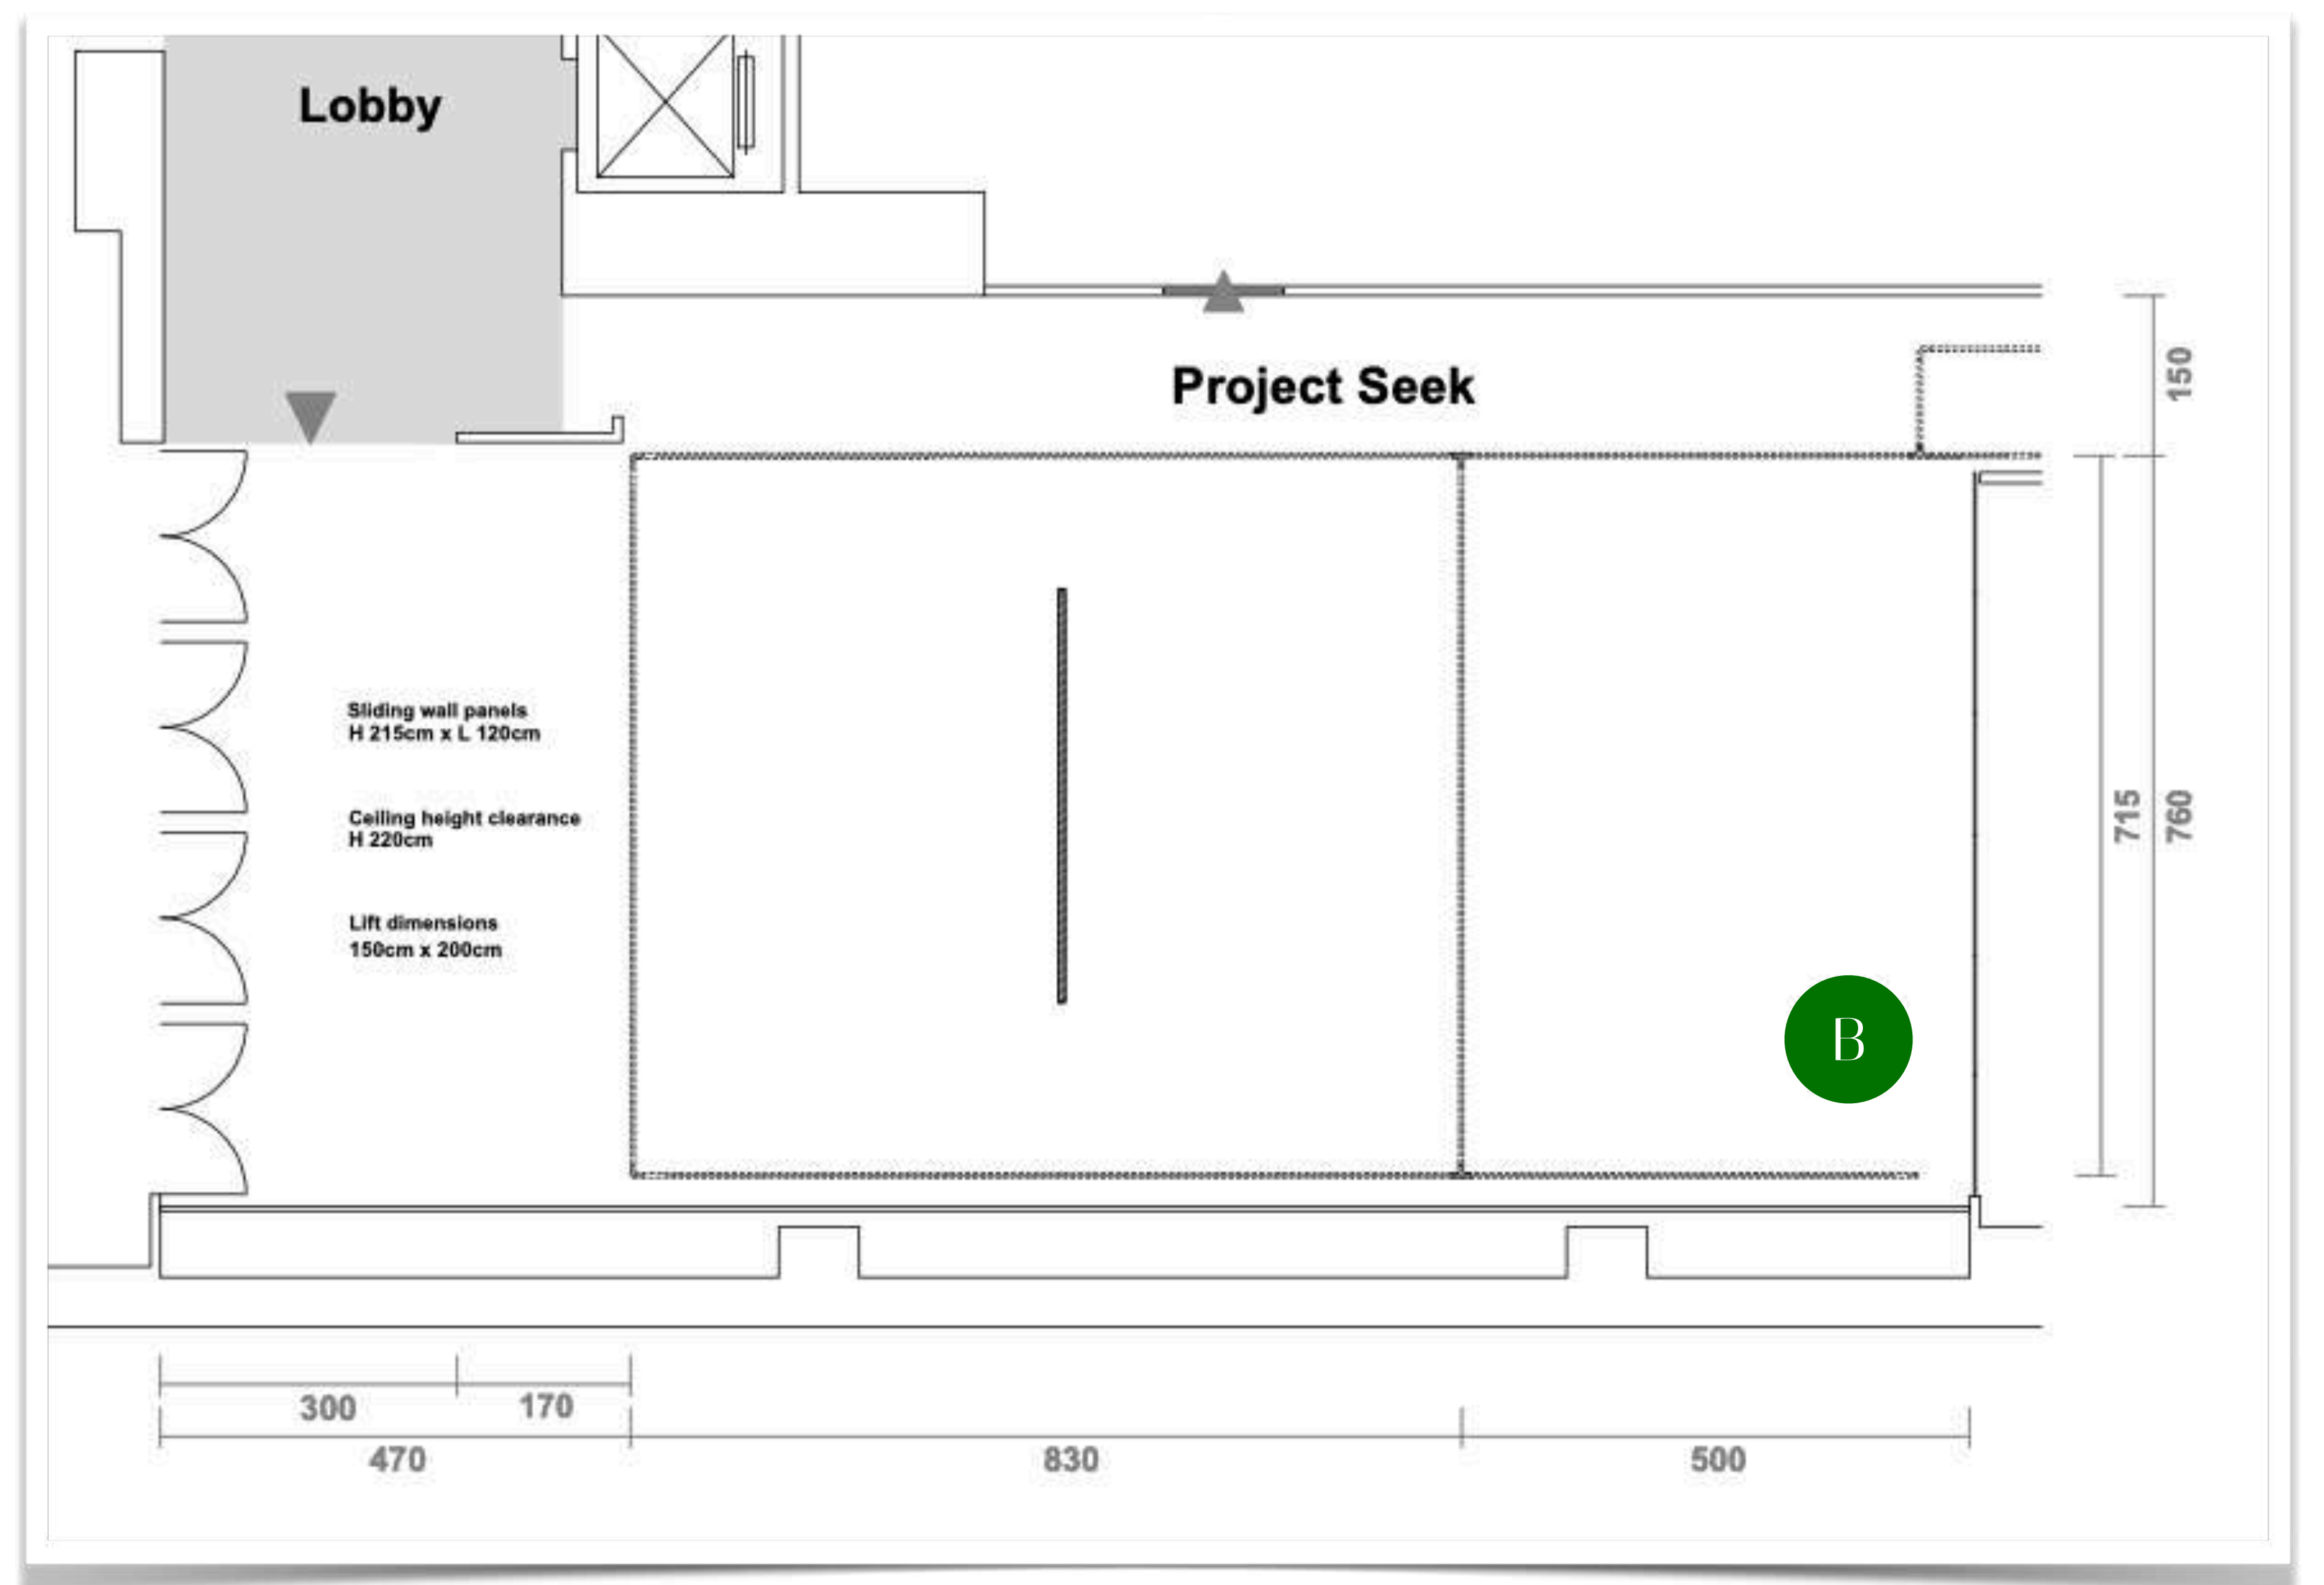 Lobby
Project Seek
150
Sliding wall panels
H 215cm x L 120cm
Ceiling height clearance
H 220cm
715
760
Lift dimensions
150cm x 200cm
B
300
170
470
830
500